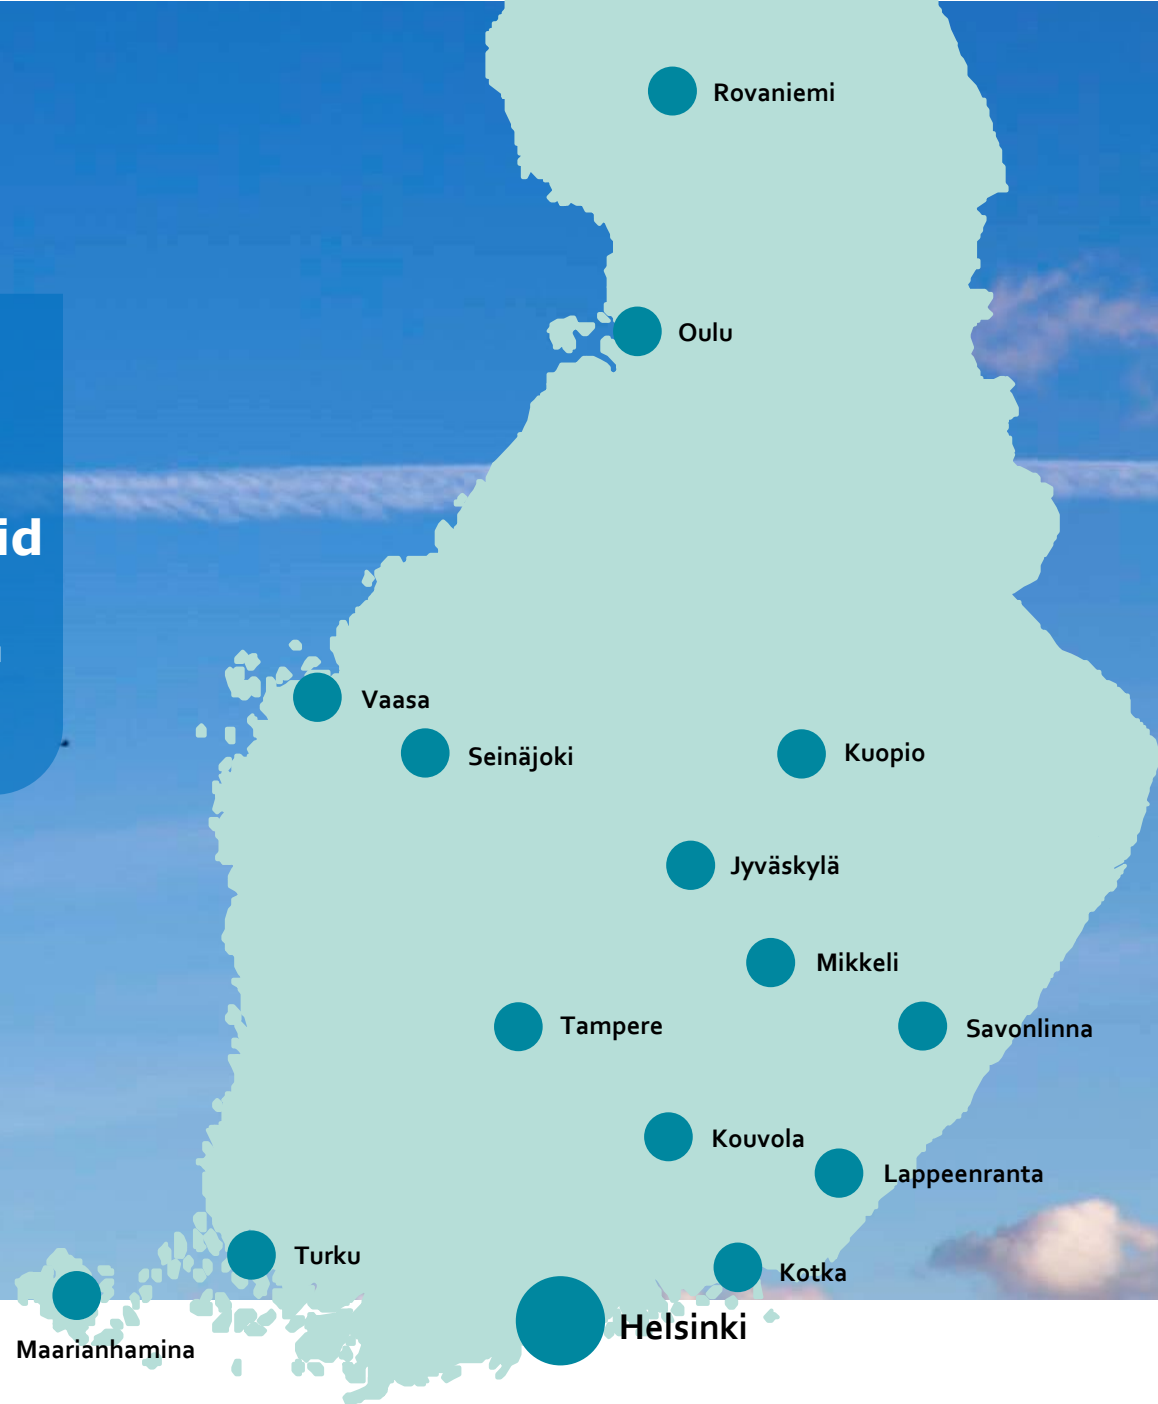 Rovaniemi
Oulu
id
Vaasa
Seinäjoki
Kuopio
Jyväskylä
Mikkeli
Tampere
Savonlinna
Kouvola
Lappeenranta
Turku
Kotka
Helsinki
Maarianhamina